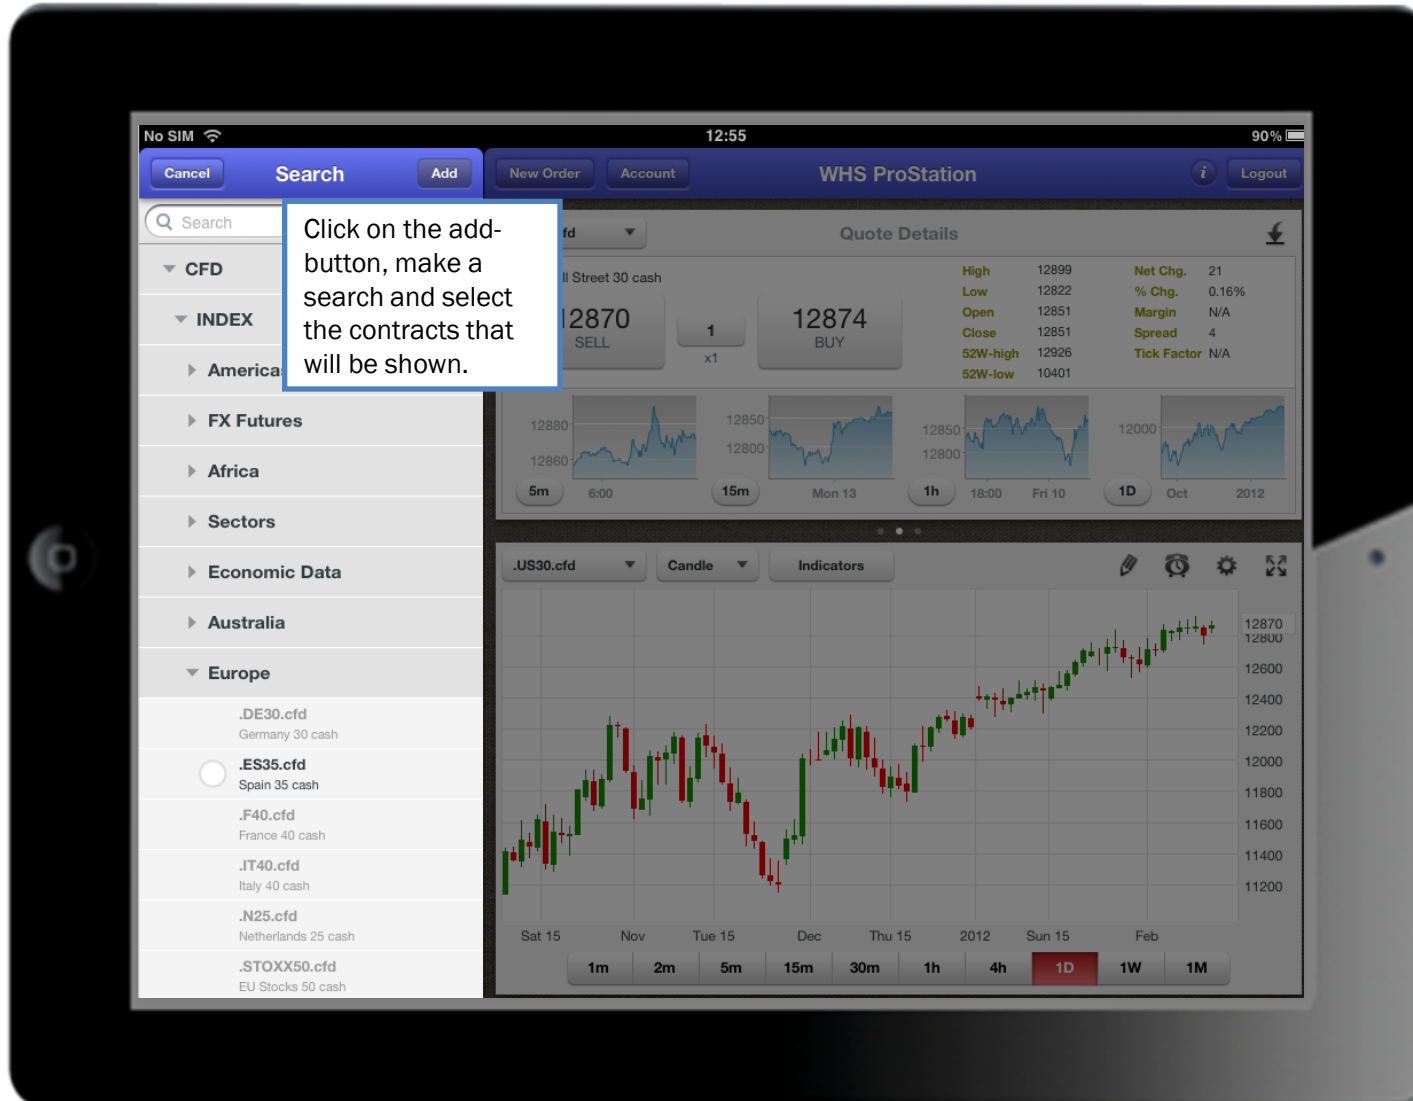 No SIM
12:55
90%
Cancel
Search
Add
New Order
Account
WHS ProStation
i
Logout
Search
Click on the add-
button, make a
search and select
the contracts that
will be shown.
CFD
INDEX
FX Futures
Africa
Sectors
Economic Data
Australia
Europe
.DE30.cfd
Germany 30 cash
.ES35.cfd
Spain 35 cash
.F40.cfd
France 40 cash
.IT40.cfd
Italy 40 cash
.N25.cfd
Netherlands 25 cash
.STOXX50.cfd
EU Stocks 50 cash
Quote Details
Street 30 cash
12870
SELL
1
x1
12874
BUY
High 12899 Net Chg. 21
Low 12822 % Chg. 0.16%
Open 12851 Margin N/A
Close 12851 Spread 4
52W-high 12926 Tick Factor N/A
52W-low 10401
12880
12860
5m 6:00
12850
12800
15m Mon 13
12850
12800
1h 18:00 Fri 10
12000
1D Oct 2012
.US30.cfd
Candle
Indicators
12870
12800
12600
12400
12200
12000
11800
11600
11400
11200
Sat 15 Nov Tue 15 Dec Thu 15 2012 Sun 15 Feb
1m 2m 5m 15m 30m 1h 4h 1D 1W 1M